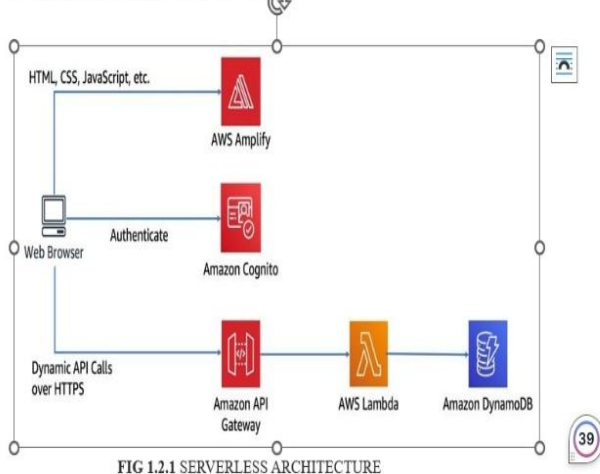 HTML, CSS, JavaScript, etc.
AWS Amplify
Authenticate
Web Browser
Amazon Cognito
Dynamic API Calls
over HTTPS
Amazon API
Gateway
AWS Lambda
Amazon DynamoDB
39
FIG 1.2.1 SERVERLESS ARCHITECTURE